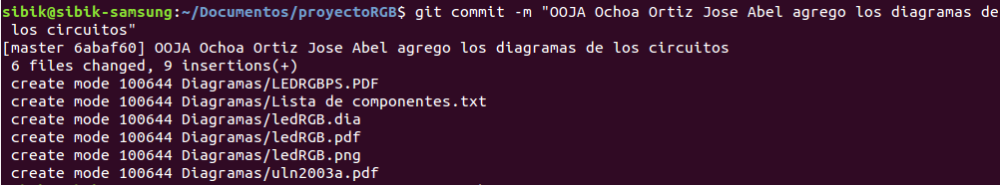 sibik@sibik-samsung:~/Documentos/proyectoRGB$ git commit -m "OOJA Ochoa Ortiz Jose Abel agrego los diagramas de
los circuitos"
[master 6abaf60] OOJA Ochoa Ortiz Jose Abel agrego los diagramas de los circuitos
6 files changed, 9 insertions(+)
create mode 100644 Diagramas/LEDRGBPS.PDF
create mode 100644 Diagramas/Lista de componentes.txt
create mode 100644 Diagramas/ledRGB.dia
create mode 100644 Diagramas/ledRGB.pdf
create mode 100644 Diagramas/ledRGB.png
create mode 100644 Diagramas/uln2003a.pdf